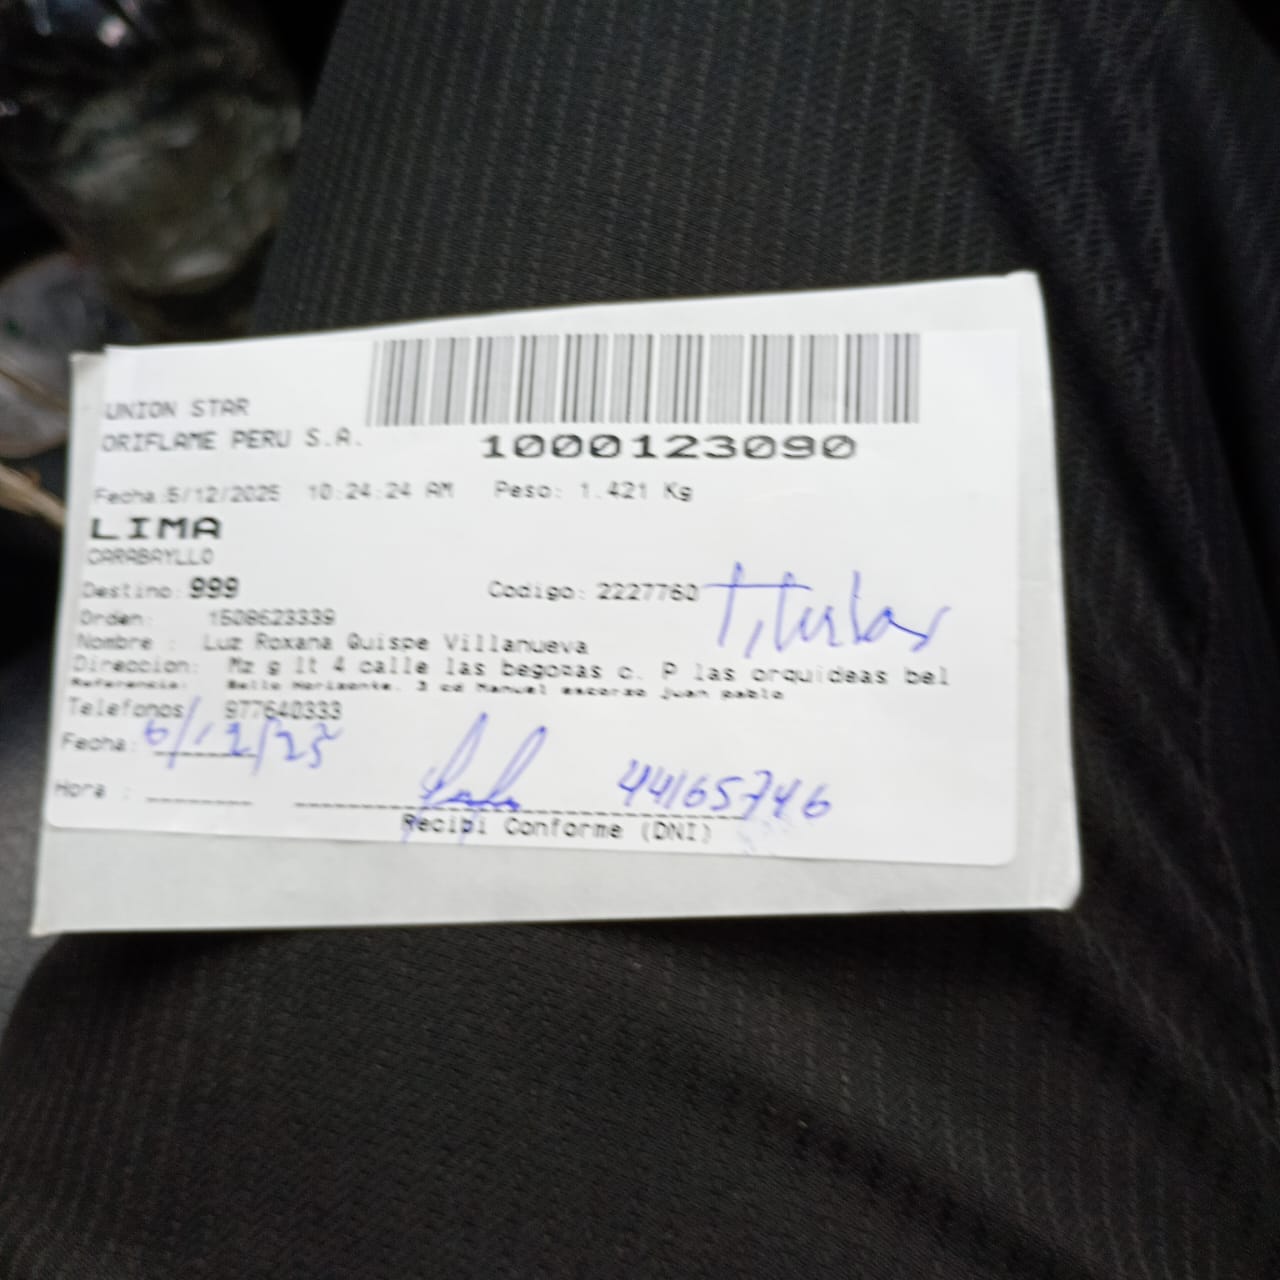 UNION STAR
ORIFLAME PERU S.A.
1000123090
Fecha:5/12/2025 10:24:24 AM Peso: 1.421 Kg
LIMA
CARABAYLLO
Destino: 999 Codigo: 2227760
Titular
Orden: 1508623339
Nombre : Luz Roxana Quispe Villanueva
Direccion: Mz g lt 4 calle las begozas c. P las orquideas bel
Referencia: Bello Horizonte. 3 cd Manuel escorzo juan pablo
Telefonos: 977640333
Fecha: 6/12/25
Hora : 44165746
Recibi Conforme (DNI)